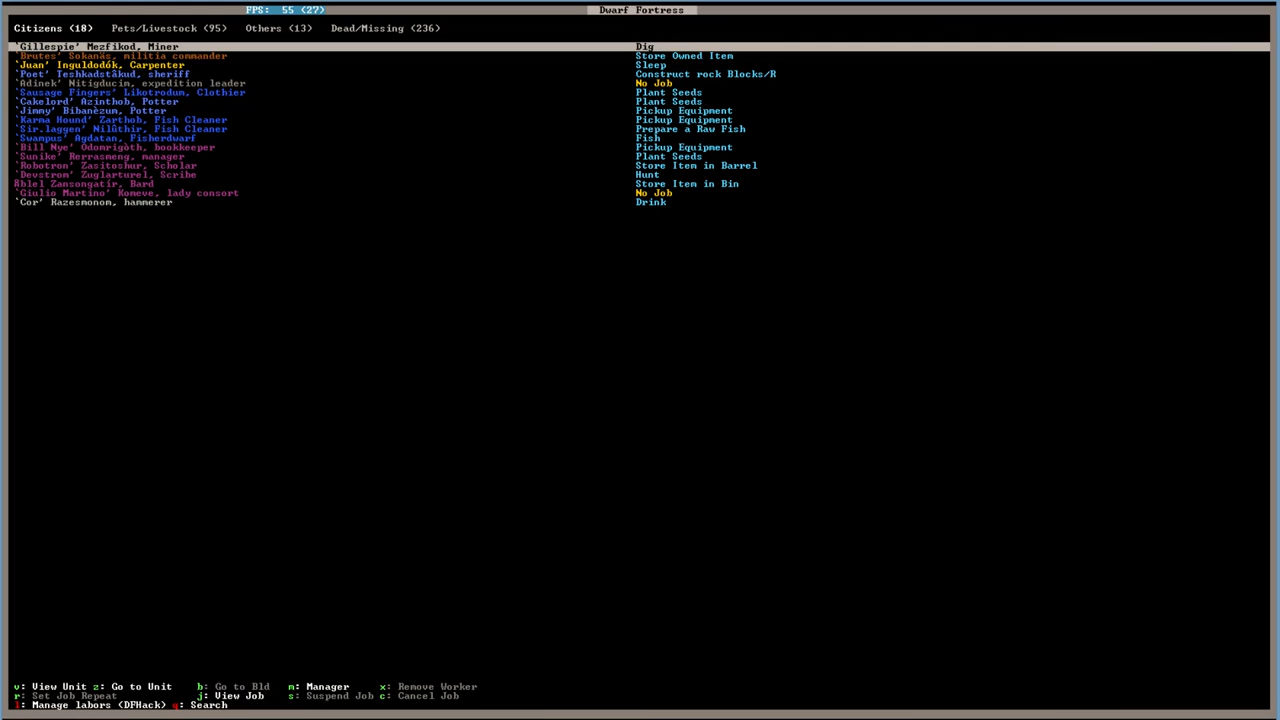 FPS: 55 (27) Dwarf Fortress
Citizens (18) Pets/Livestock (95) Others (13) Dead/Missing (236)
`Gillespie' Mezfikod, Miner Dig
`Brutes' Sokanäs, militia commander Store Owned Item
`Juan' Inguldodók, Carpenter Sleep
`Poet' Teshkadstâkud, sheriff Construct rock Blocks/R
`Adinek' Nitigducim, expedition leader No Job
`Sausage Fingers' Likotrodum, Clothier Plant Seeds
`Cakelord' Azinthob, Potter Plant Seeds
`Jimmy' Bibanèzum, Potter Pickup Equipment
`Karma Hound' Zarthob, Fish Cleaner Pickup Equipment
`Sir.laggen' Nilûthir, Fish Cleaner Prepare a Raw Fish
`Swampus' Agdatan, Fisherdwarf Fish
`Bill Nye' Odomrigòth, bookkeeper Pickup Equipment
`Sunike' Rerrasmeng, manager Plant Seeds
`Robotron' Zasitoshur, Scholar Store Item in Barrel
`Devstrom' Zuglarturel, Scribe Hunt
Äblel Zansongatír, Bard Store Item in Bin
`Giulio Martino' Komeve, lady consort No Job
`Cor' Razesmonom, hammerer Drink
v: View Unit z: Go to Unit b: Go to Bld m: Manager x: Remove Worker
r: Set Job Repeat j: View Job s: Suspend Job c: Cancel Job
l: Manage labors (DFHack) q: Search